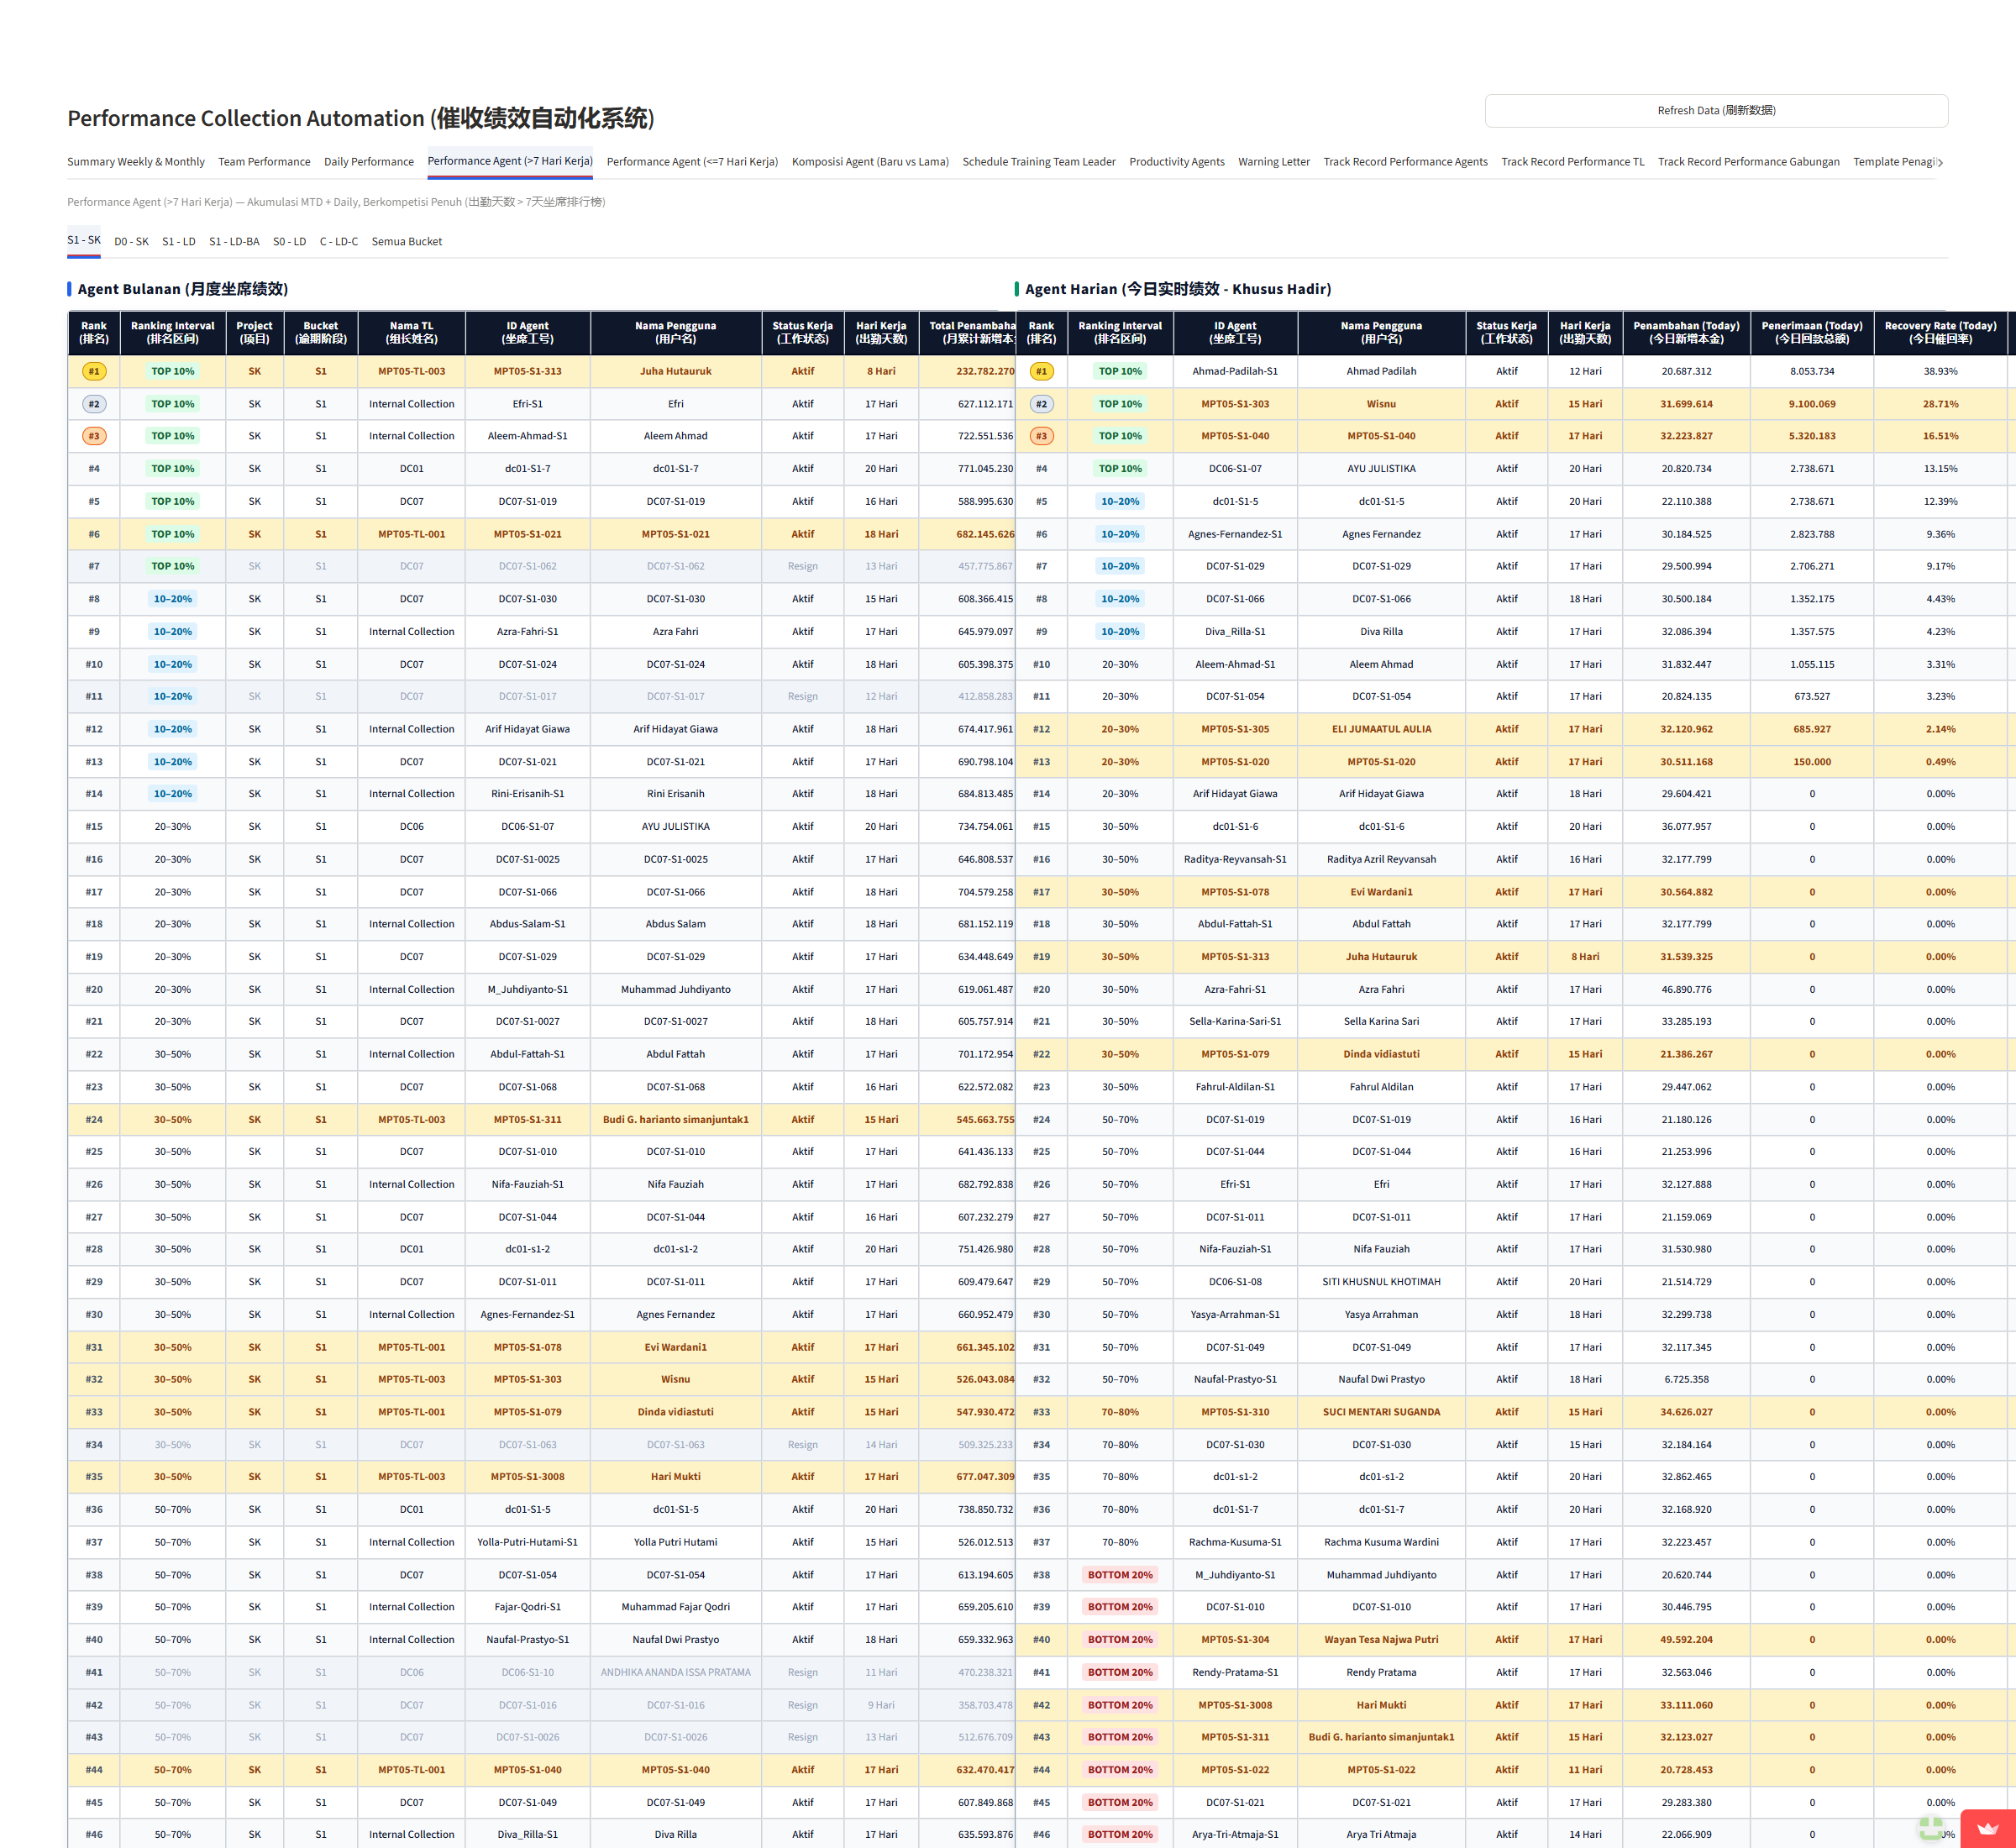 Performance Collection Automation (催收绩效自动化系统)
Refresh Data (刷新数据)
Summary Weekly & Monthly Team Performance Daily Performance Performance Agent (>7 Hari Kerja) Performance Agent (<=7 Hari Kerja) Komposisi Agent (Baru vs Lama) Schedule Training Team Leader Productivity Agents Warning Letter Track Record Performance Agents Track Record Performance TL Track Record Performance Gabungan Template Penagi
Performance Agent (>7 Hari Kerja) — Akumulasi MTD + Daily, Berkompetisi Penuh (出勤天数 > 7天坐席排行榜)
S1 - SK D0 - SK S1 - LD S1 - LD-BA S0 - LD C - LD-C Semua Bucket
Agent Bulanan (月度坐席绩效)
Rank Ranking Interval Project Bucket Nama TL ID Agent Nama Pengguna Status Kerja Hari Kerja Total Penambaha
(排名) (排名区间) (项目) (逾期阶段) (组长姓名) (坐席工号) (用户名) (工作状态) (出勤天数) (月累计新增本
#1 TOP 10% SK S1 MPT05-TL-003 MPT05-S1-313 Juha Hutauruk Aktif 8 Hari 232.782.270
#2 TOP 10% SK S1 Internal Collection Efri-S1 Efri Aktif 17 Hari 627.112.171
#3 TOP 10% SK S1 Internal Collection Aleem-Ahmad-S1 Aleem Ahmad Aktif 17 Hari 722.551.536
#4 TOP 10% SK S1 DC01 dc01-S1-7 dc01-S1-7 Aktif 20 Hari 771.045.230
#5 TOP 10% SK S1 DC07 DC07-S1-019 DC07-S1-019 Aktif 16 Hari 588.995.630
#6 TOP 10% SK S1 MPT05-TL-001 MPT05-S1-021 MPT05-S1-021 Aktif 18 Hari 682.145.626
#7 TOP 10% SK S1 DC07 DC07-S1-062 DC07-S1-062 Resign 13 Hari 457.775.867
#8 10–20% SK S1 DC07 DC07-S1-030 DC07-S1-030 Aktif 15 Hari 608.366.415
#9 10–20% SK S1 Internal Collection Azra-Fahri-S1 Azra Fahri Aktif 17 Hari 645.979.097
#10 10–20% SK S1 DC07 DC07-S1-024 DC07-S1-024 Aktif 18 Hari 605.398.375
#11 10–20% SK S1 DC07 DC07-S1-017 DC07-S1-017 Resign 12 Hari 412.858.283
#12 10–20% SK S1 Internal Collection Arif Hidayat Giawa Arif Hidayat Giawa Aktif 18 Hari 674.417.961
#13 10–20% SK S1 DC07 DC07-S1-021 DC07-S1-021 Aktif 17 Hari 690.798.104
#14 10–20% SK S1 Internal Collection Rini-Erisanih-S1 Rini Erisanih Aktif 18 Hari 684.813.485
#15 20–30% SK S1 DC06 DC06-S1-07 AYU JULISTIKA Aktif 20 Hari 734.754.061
#16 20–30% SK S1 DC07 DC07-S1-0025 DC07-S1-0025 Aktif 17 Hari 646.808.537
#17 20–30% SK S1 DC07 DC07-S1-066 DC07-S1-066 Aktif 18 Hari 704.579.258
#18 20–30% SK S1 Internal Collection Abdus-Salam-S1 Abdus Salam Aktif 18 Hari 681.152.119
#19 20–30% SK S1 DC07 DC07-S1-029 DC07-S1-029 Aktif 17 Hari 634.448.649
#20 20–30% SK S1 Internal Collection M_Juhdiyanto-S1 Muhammad Juhdiyanto Aktif 17 Hari 619.061.487
#21 20–30% SK S1 DC07 DC07-S1-0027 DC07-S1-0027 Aktif 18 Hari 605.757.914
#22 30–50% SK S1 Internal Collection Abdul-Fattah-S1 Abdul Fattah Aktif 17 Hari 701.172.954
#23 30–50% SK S1 DC07 DC07-S1-068 DC07-S1-068 Aktif 16 Hari 622.572.082
#24 30–50% SK S1 MPT05-TL-003 MPT05-S1-311 Budi G. harianto simanjuntak1 Aktif 15 Hari 545.663.755
#25 30–50% SK S1 DC07 DC07-S1-010 DC07-S1-010 Aktif 17 Hari 641.436.133
#26 30–50% SK S1 Internal Collection Nifa-Fauziah-S1 Nifa Fauziah Aktif 17 Hari 682.792.838
#27 30–50% SK S1 DC07 DC07-S1-044 DC07-S1-044 Aktif 16 Hari 607.232.279
#28 30–50% SK S1 DC01 dc01-s1-2 dc01-s1-2 Aktif 20 Hari 751.426.980
#29 30–50% SK S1 DC07 DC07-S1-011 DC07-S1-011 Aktif 17 Hari 609.479.647
#30 30–50% SK S1 Internal Collection Agnes-Fernandez-S1 Agnes Fernandez Aktif 17 Hari 660.952.479
#31 30–50% SK S1 MPT05-TL-001 MPT05-S1-078 Evi Wardani1 Aktif 17 Hari 661.345.102
#32 30–50% SK S1 MPT05-TL-003 MPT05-S1-303 Wisnu Aktif 15 Hari 526.043.084
#33 30–50% SK S1 MPT05-TL-001 MPT05-S1-079 Dinda vidiastuti Aktif 15 Hari 547.930.472
#34 30–50% SK S1 DC07 DC07-S1-063 DC07-S1-063 Resign 14 Hari 509.325.233
#35 30–50% SK S1 MPT05-TL-003 MPT05-S1-3008 Hari Mukti Aktif 17 Hari 677.047.309
#36 50–70% SK S1 DC01 dc01-S1-5 dc01-S1-5 Aktif 20 Hari 738.850.732
#37 50–70% SK S1 Internal Collection Yolla-Putri-Hutami-S1 Yolla Putri Hutami Aktif 15 Hari 526.012.513
#38 50–70% SK S1 DC07 DC07-S1-054 DC07-S1-054 Aktif 17 Hari 613.194.605
#39 50–70% SK S1 Internal Collection Fajar-Qodri-S1 Muhammad Fajar Qodri Aktif 17 Hari 659.205.610
#40 50–70% SK S1 Internal Collection Naufal-Prastyo-S1 Naufal Dwi Prastyo Aktif 18 Hari 659.332.963
#41 50–70% SK S1 DC06 DC06-S1-10 ANDHIKA ANANDA ISSA PRATAMA Resign 11 Hari 470.238.321
#42 50–70% SK S1 DC07 DC07-S1-016 DC07-S1-016 Resign 9 Hari 358.703.478
#43 50–70% SK S1 DC07 DC07-S1-0026 DC07-S1-0026 Resign 13 Hari 512.676.709
#44 50–70% SK S1 MPT05-TL-001 MPT05-S1-040 MPT05-S1-040 Aktif 17 Hari 632.470.417
#45 50–70% SK S1 DC07 DC07-S1-049 DC07-S1-049 Aktif 17 Hari 607.849.868
#46 50–70% SK S1 Internal Collection Diva_Rilla-S1 Diva Rilla Aktif 17 Hari 635.593.876
Agent Harian (今日实时绩效 - Khusus Hadir)
Rank Ranking Interval ID Agent Nama Pengguna Status Kerja Hari Kerja Penambahan (Today) Penerimaan (Today) Recovery Rate (Today)
(排名) (排名区间) (坐席工号) (用户名) (工作状态) (出勤天数) (今日新增本金) (今日回款总额) (今日催回率)
#1 TOP 10% Ahmad-Padilah-S1 Ahmad Padilah Aktif 12 Hari 20.687.312 8.053.734 38.93%
#2 TOP 10% MPT05-S1-303 Wisnu Aktif 15 Hari 31.699.614 9.100.069 28.71%
#3 TOP 10% MPT05-S1-040 MPT05-S1-040 Aktif 17 Hari 32.223.827 5.320.183 16.51%
#4 TOP 10% DC06-S1-07 AYU JULISTIKA Aktif 20 Hari 20.820.734 2.738.671 13.15%
#5 10–20% dc01-S1-5 dc01-S1-5 Aktif 20 Hari 22.110.388 2.738.671 12.39%
#6 10–20% Agnes-Fernandez-S1 Agnes Fernandez Aktif 17 Hari 30.184.525 2.823.788 9.36%
#7 10–20% DC07-S1-029 DC07-S1-029 Aktif 17 Hari 29.500.994 2.706.271 9.17%
#8 10–20% DC07-S1-066 DC07-S1-066 Aktif 18 Hari 30.500.184 1.352.175 4.43%
#9 10–20% Diva_Rilla-S1 Diva Rilla Aktif 17 Hari 32.086.394 1.357.575 4.23%
#10 20–30% Aleem-Ahmad-S1 Aleem Ahmad Aktif 17 Hari 31.832.447 1.055.115 3.31%
#11 20–30% DC07-S1-054 DC07-S1-054 Aktif 17 Hari 20.824.135 673.527 3.23%
#12 20–30% MPT05-S1-305 ELI JUMAATUL AULIA Aktif 17 Hari 32.120.962 685.927 2.14%
#13 20–30% MPT05-S1-020 MPT05-S1-020 Aktif 17 Hari 30.511.168 150.000 0.49%
#14 20–30% Arif Hidayat Giawa Arif Hidayat Giawa Aktif 18 Hari 29.604.421 0 0.00%
#15 30–50% dc01-S1-6 dc01-S1-6 Aktif 20 Hari 36.077.957 0 0.00%
#16 30–50% Raditya-Reyvansah-S1 Raditya Azril Reyvansah Aktif 16 Hari 32.177.799 0 0.00%
#17 30–50% MPT05-S1-078 Evi Wardani1 Aktif 17 Hari 30.564.882 0 0.00%
#18 30–50% Abdul-Fattah-S1 Abdul Fattah Aktif 17 Hari 32.177.799 0 0.00%
#19 30–50% MPT05-S1-313 Juha Hutauruk Aktif 8 Hari 31.539.325 0 0.00%
#20 30–50% Azra-Fahri-S1 Azra Fahri Aktif 17 Hari 46.890.776 0 0.00%
#21 30–50% Sella-Karina-Sari-S1 Sella Karina Sari Aktif 17 Hari 33.285.193 0 0.00%
#22 30–50% MPT05-S1-079 Dinda vidiastuti Aktif 15 Hari 21.386.267 0 0.00%
#23 30–50% Fahrul-Aldilan-S1 Fahrul Aldilan Aktif 17 Hari 29.447.062 0 0.00%
#24 50–70% DC07-S1-019 DC07-S1-019 Aktif 16 Hari 21.180.126 0 0.00%
#25 50–70% DC07-S1-044 DC07-S1-044 Aktif 16 Hari 21.253.996 0 0.00%
#26 50–70% Efri-S1 Efri Aktif 17 Hari 32.127.888 0 0.00%
#27 50–70% DC07-S1-011 DC07-S1-011 Aktif 17 Hari 21.159.069 0 0.00%
#28 50–70% Nifa-Fauziah-S1 Nifa Fauziah Aktif 17 Hari 31.530.980 0 0.00%
#29 50–70% DC06-S1-08 SITI KHUSNUL KHOTIMAH Aktif 20 Hari 21.514.729 0 0.00%
#30 50–70% Yasya-Arrahman-S1 Yasya Arrahman Aktif 18 Hari 32.299.738 0 0.00%
#31 50–70% DC07-S1-049 DC07-S1-049 Aktif 17 Hari 32.117.345 0 0.00%
#32 50–70% Naufal-Prastyo-S1 Naufal Dwi Prastyo Aktif 18 Hari 6.725.358 0 0.00%
#33 70–80% MPT05-S1-310 SUCI MENTARI SUGANDA Aktif 15 Hari 34.626.027 0 0.00%
#34 70–80% DC07-S1-030 DC07-S1-030 Aktif 15 Hari 32.184.164 0 0.00%
#35 70–80% dc01-s1-2 dc01-s1-2 Aktif 20 Hari 32.862.465 0 0.00%
#36 70–80% dc01-S1-7 dc01-S1-7 Aktif 20 Hari 32.168.920 0 0.00%
#37 70–80% Rachma-Kusuma-S1 Rachma Kusuma Wardini Aktif 17 Hari 32.223.457 0 0.00%
#38 BOTTOM 20% M_Juhdiyanto-S1 Muhammad Juhdiyanto Aktif 17 Hari 20.620.744 0 0.00%
#39 BOTTOM 20% DC07-S1-010 DC07-S1-010 Aktif 17 Hari 30.446.795 0 0.00%
#40 BOTTOM 20% MPT05-S1-304 Wayan Tesa Najwa Putri Aktif 17 Hari 49.592.204 0 0.00%
#41 BOTTOM 20% Rendy-Pratama-S1 Rendy Pratama Aktif 17 Hari 32.563.046 0 0.00%
#42 BOTTOM 20% MPT05-S1-3008 Hari Mukti Aktif 17 Hari 33.111.060 0 0.00%
#43 BOTTOM 20% MPT05-S1-311 Budi G. harianto simanjuntak1 Aktif 15 Hari 32.123.027 0 0.00%
#44 BOTTOM 20% MPT05-S1-022 MPT05-S1-022 Aktif 11 Hari 20.728.453 0 0.00%
#45 BOTTOM 20% DC07-S1-021 DC07-S1-021 Aktif 17 Hari 29.283.380 0 0.00%
#46 BOTTOM 20% Arya-Tri-Atmaja-S1 Arya Tri Atmaja Aktif 14 Hari 22.066.909 0